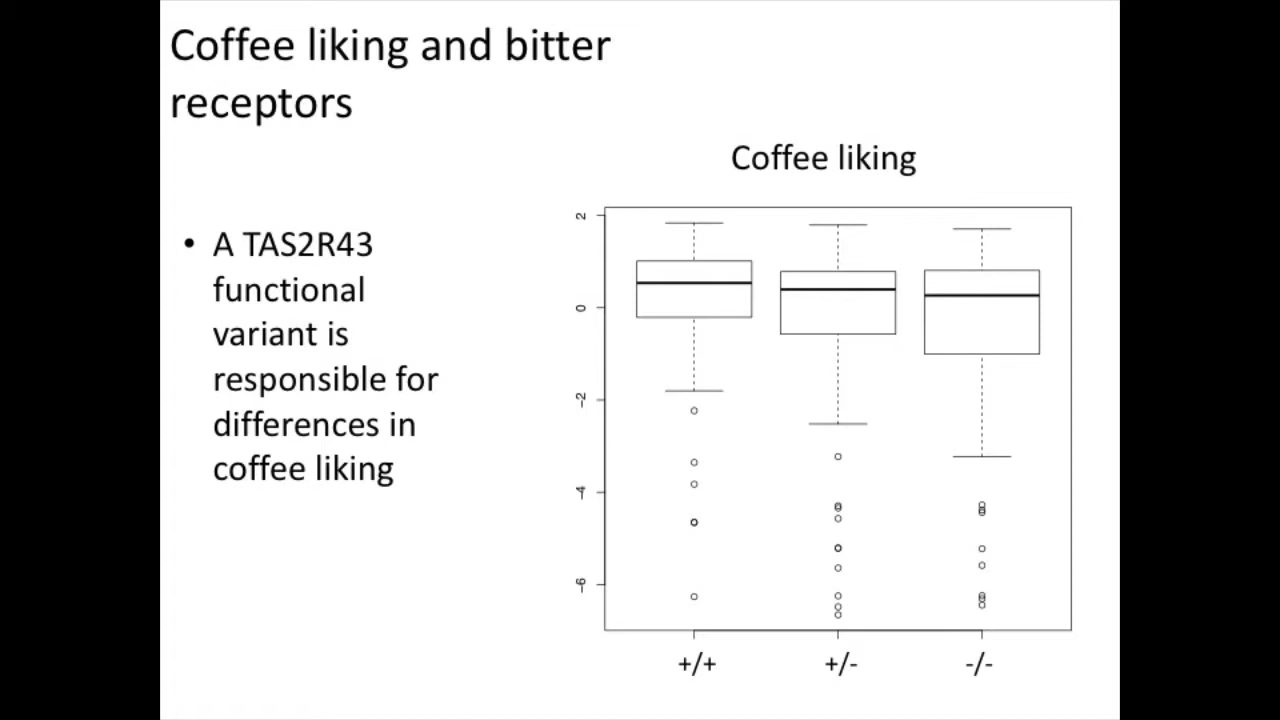 Coffee liking and bitter
receptors
• A TAS2R43
functional
variant is
responsible for
differences in
coffee liking
Coffee liking
2
0
-2
-4
-6
+/+ +/- -/-